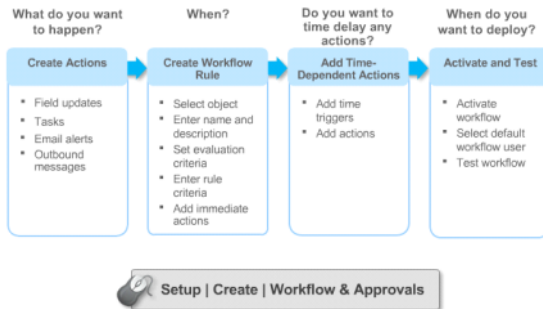 What do you want
to happen?
When?
Do you want to
time delay any
actions?
When do you
want to deploy?
Create Actions
Create Workflow
Rule
Add Time-
Dependent Actions
Activate and Test
Field updates
Tasks
Email alerts
Outbound
messages
Select object
Enter name and
description
Set evaluation
criteria
Enter rule
criteria
Add immediate
actions
Add time
triggers
Add actions
Activate
workflow
Select default
workflow user
Test workflow
Setup | Create | Workflow & Approvals